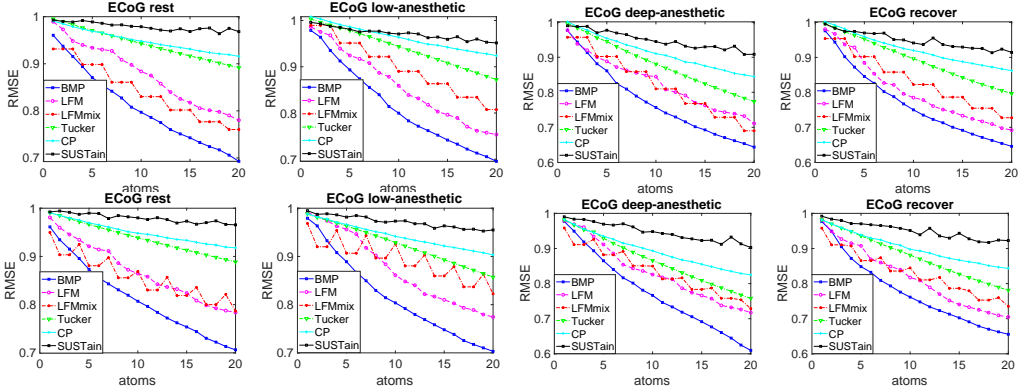 ECoG rest
RMSE
1
0.9
0.8
0.7
BMP
LFM
LFMmix
Tucker
CP
SUSTain
0 5 10 15 20
atoms
ECoG low-anesthetic
1
0.9
0.8
0.7
BMP
LFM
LFMmix
Tucker
CP
SUSTain
0 5 10 15 20
atoms
ECoG deep-anesthetic
RMSE
1
0.9
0.8
0.7
0.6
BMP
LFM
LFMmix
Tucker
CP
SUSTain
0 5 10 15 20
atoms
ECoG recover
1
0.9
0.8
0.7
0.6
BMP
LFM
LFMmix
Tucker
CP
SUSTain
0 5 10 15 20
atoms
ECoG rest
RMSE
1
0.9
0.8
0.7
BMP
LFM
LFMmix
Tucker
CP
SUSTain
0 5 10 15 20
atoms
ECoG low-anesthetic
RMSE
1
0.9
0.8
0.7
BMP
LFM
LFMmix
Tucker
CP
SUSTain
0 5 10 15 20
atoms
ECoG deep-anesthetic
RMSE
1
0.9
0.8
0.7
0.6
BMP
LFM
LFMmix
Tucker
CP
SUSTain
0 5 10 15 20
atoms
ECoG recover
RMSE
1
0.9
0.8
0.7
0.6
BMP
LFM
LFMmix
Tucker
CP
SUSTain
0 5 10 15 20
atoms